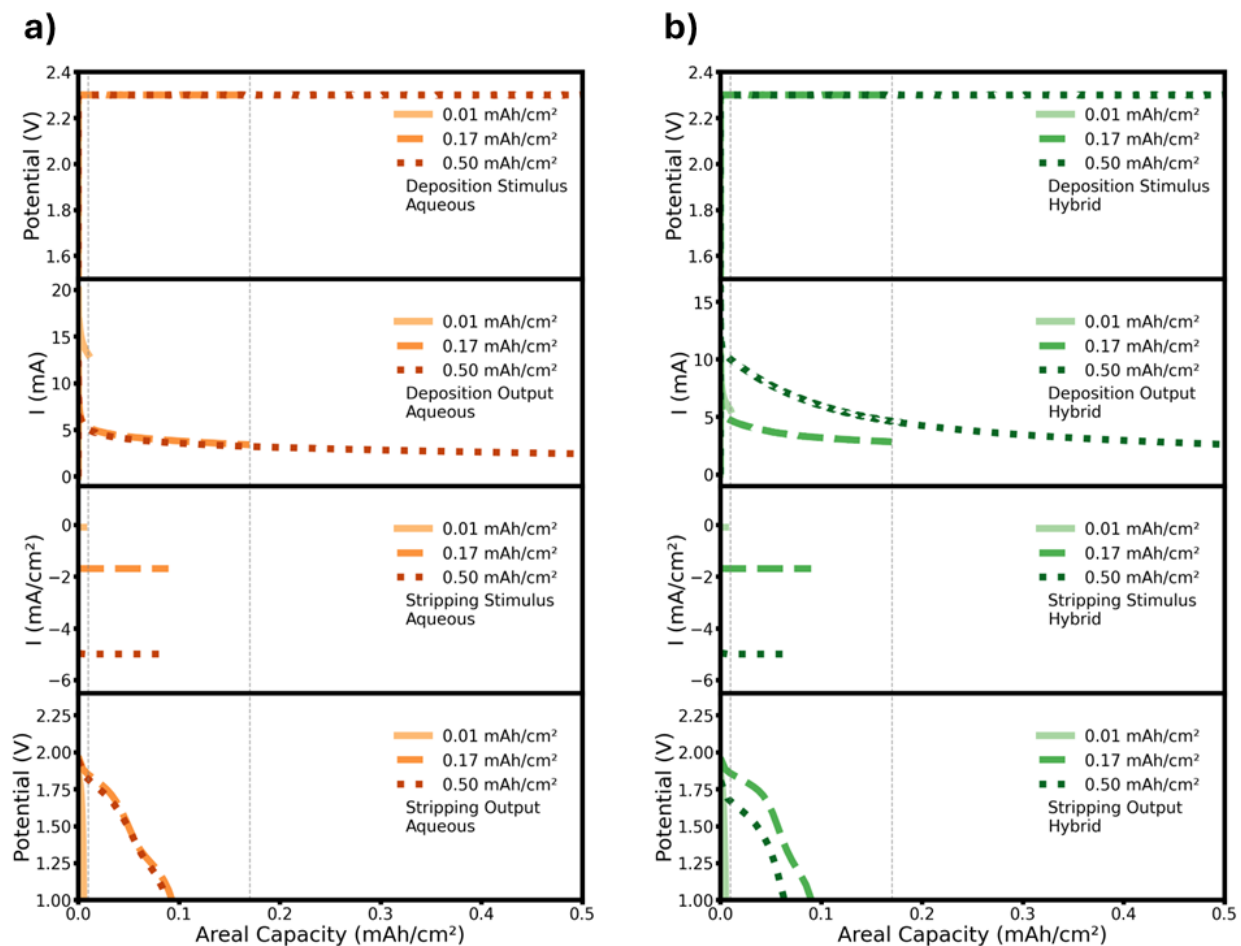 a)
2.4
2.2
2.0
1.8
1.6
Potential (V)
0.01 mAh/cm²
0.17 mAh/cm²
0.50 mAh/cm²
Deposition Stimulus
Aqueous
20
15
10
5
0
I (mA)
0.01 mAh/cm²
0.17 mAh/cm²
0.50 mAh/cm²
Deposition Output
Aqueous
0
−2
−4
−6
I (mA/cm²)
0.01 mAh/cm²
0.17 mAh/cm²
0.50 mAh/cm²
Stripping Stimulus
Aqueous
2.25
2.00
1.75
1.50
1.25
1.00
Potential (V)
0.01 mAh/cm²
0.17 mAh/cm²
0.50 mAh/cm²
Stripping Output
Aqueous
0.0 0.1 0.2 0.3 0.4 0.5
Areal Capacity (mAh/cm²)
b)
2.4
2.2
2.0
1.8
1.6
Potential (V)
0.01 mAh/cm²
0.17 mAh/cm²
0.50 mAh/cm²
Deposition Stimulus
Hybrid
15
10
5
0
I (mA)
0.01 mAh/cm²
0.17 mAh/cm²
0.50 mAh/cm²
Deposition Output
Hybrid
0
−2
−4
−6
I (mA/cm²)
0.01 mAh/cm²
0.17 mAh/cm²
0.50 mAh/cm²
Stripping Stimulus
Hybrid
2.25
2.00
1.75
1.50
1.25
1.00
Potential (V)
0.01 mAh/cm²
0.17 mAh/cm²
0.50 mAh/cm²
Stripping Output
Hybrid
0.0 0.1 0.2 0.3 0.4 0.5
Areal Capacity (mAh/cm²)